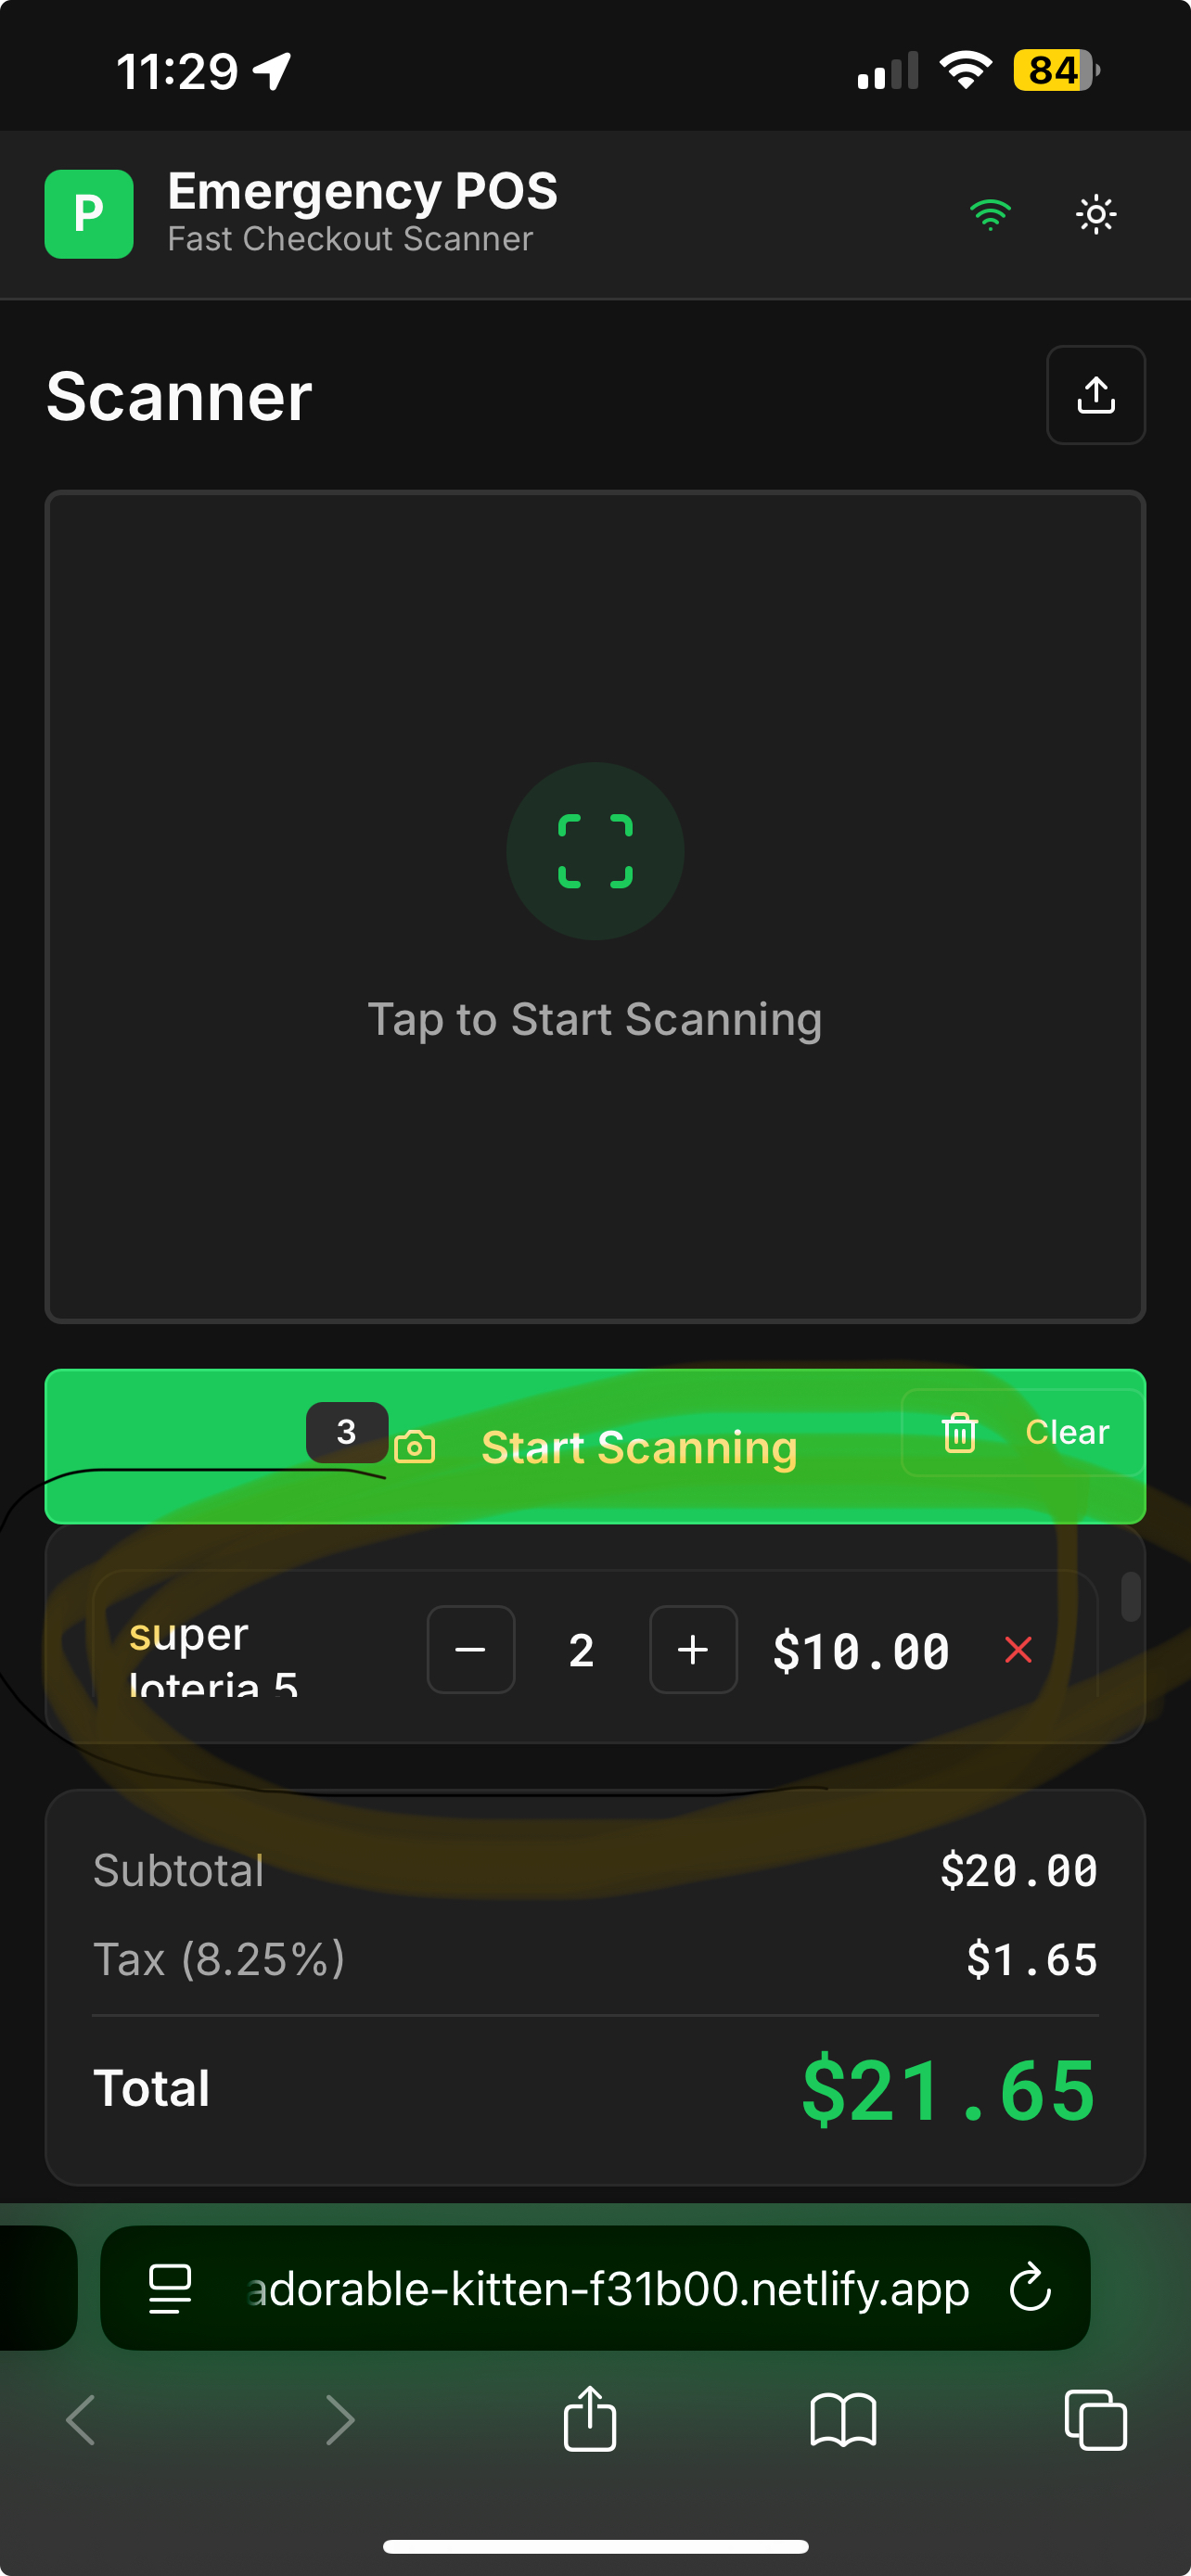 11:29
84
P
Emergency POS
Fast Checkout Scanner
Scanner
Tap to Start Scanning
3
Start Scanning
Clear
super
loteria 5
2
$10.00
Subtotal
$20.00
Tax (8.25%)
$1.65
Total
$21.65
adorable-kitten-f31b00.netlify.app